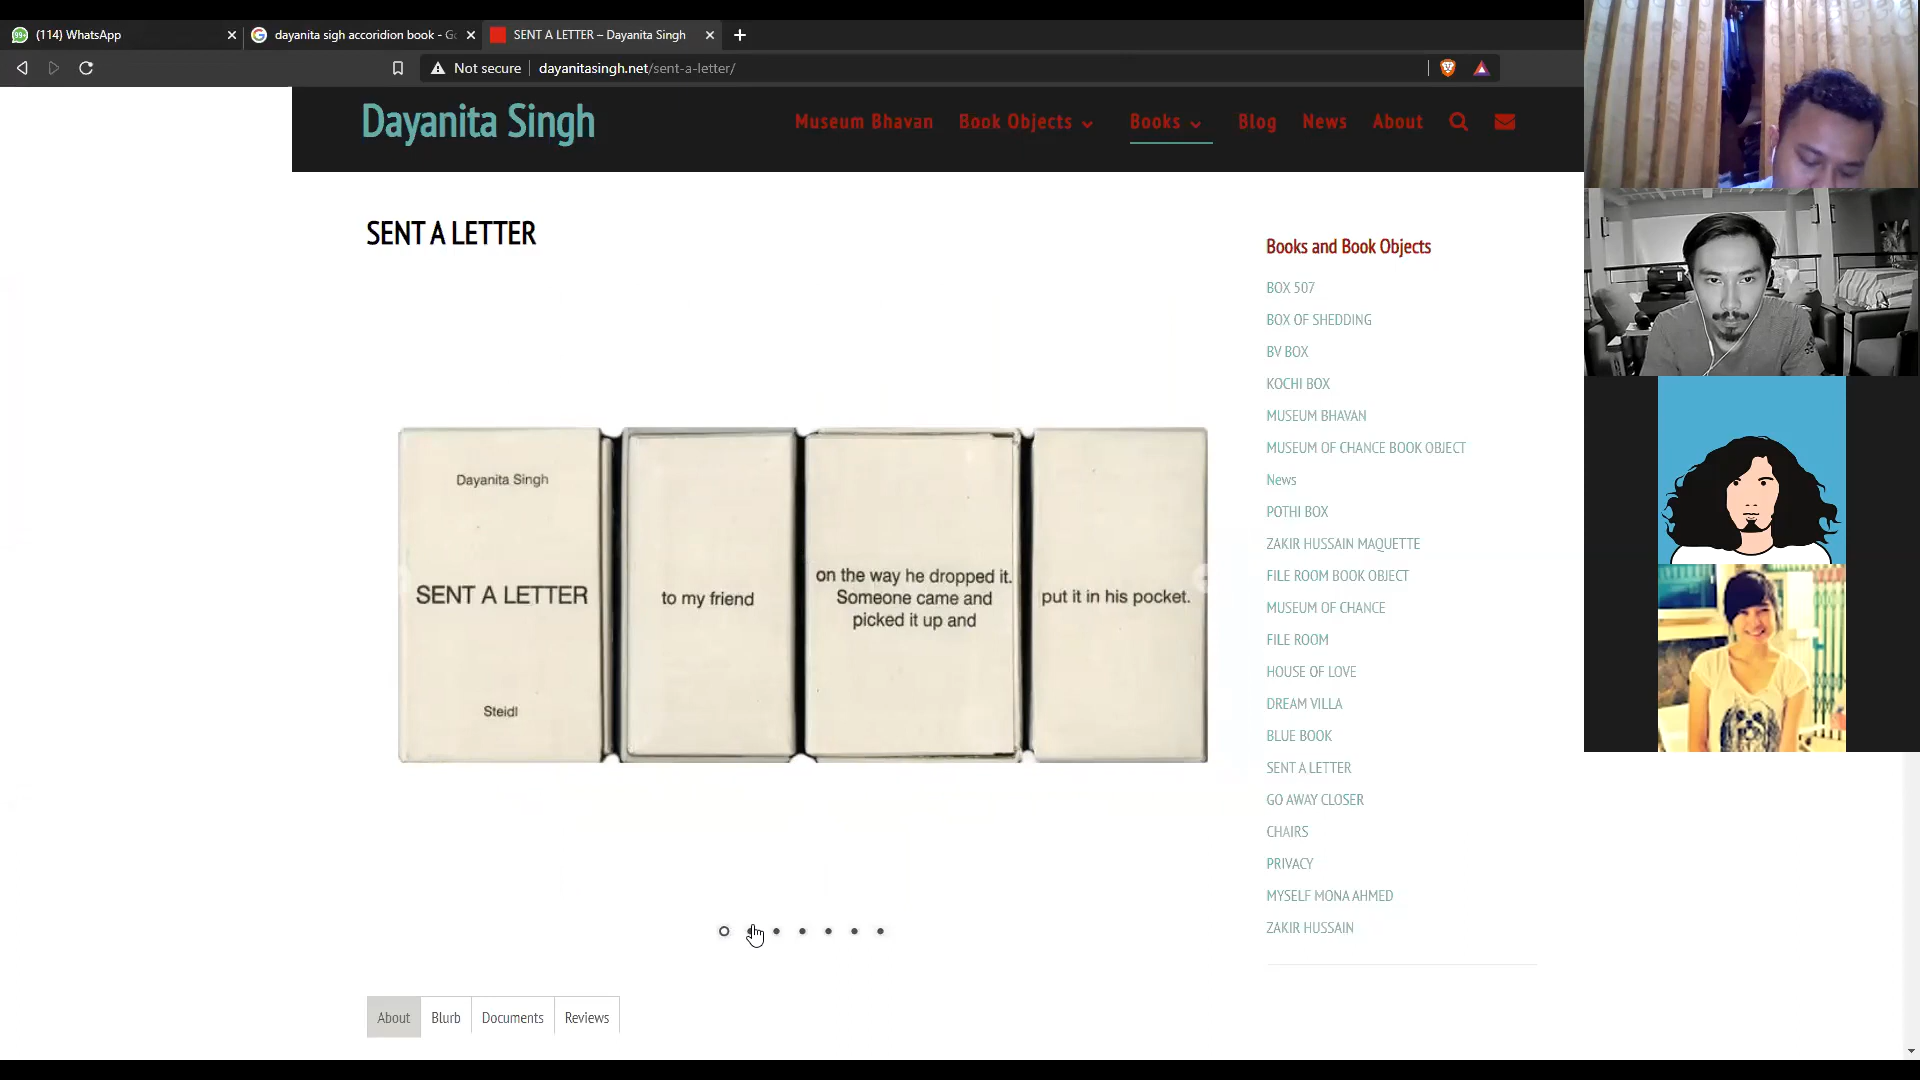 99+ (114) WhatsApp
dayanita sigh accoridion book - Go
SENT A LETTER – Dayanita Singh
Not secure
dayanitasingh.net/sent-a-letter/
Dayanita Singh
Museum Bhavan
Book Objects
Books
Blog
News
About
SENT A LETTER
Dayanita Singh
SENT A LETTER
Steidl
to my friend
on the way he dropped it.
Someone came and
picked it up and
put it in his pocket.
Books and Book Objects
BOX 507
BOX OF SHEDDING
BV BOX
KOCHI BOX
MUSEUM BHAVAN
MUSEUM OF CHANCE BOOK OBJECT
News
POTHI BOX
ZAKIR HUSSAIN MAQUETTE
FILE ROOM BOOK OBJECT
MUSEUM OF CHANCE
FILE ROOM
HOUSE OF LOVE
DREAM VILLA
BLUE BOOK
SENT A LETTER
GO AWAY CLOSER
CHAIRS
PRIVACY
MYSELF MONA AHMED
ZAKIR HUSSAIN
About
Blurb
Documents
Reviews